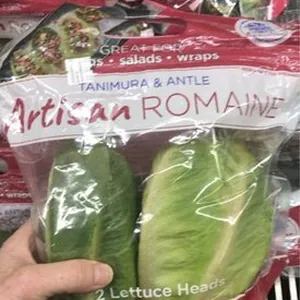 GREAT FOR
• salads • wraps
TANIMURA & ANTLE
Artisan ROMAINE
2 Lettuce Heads